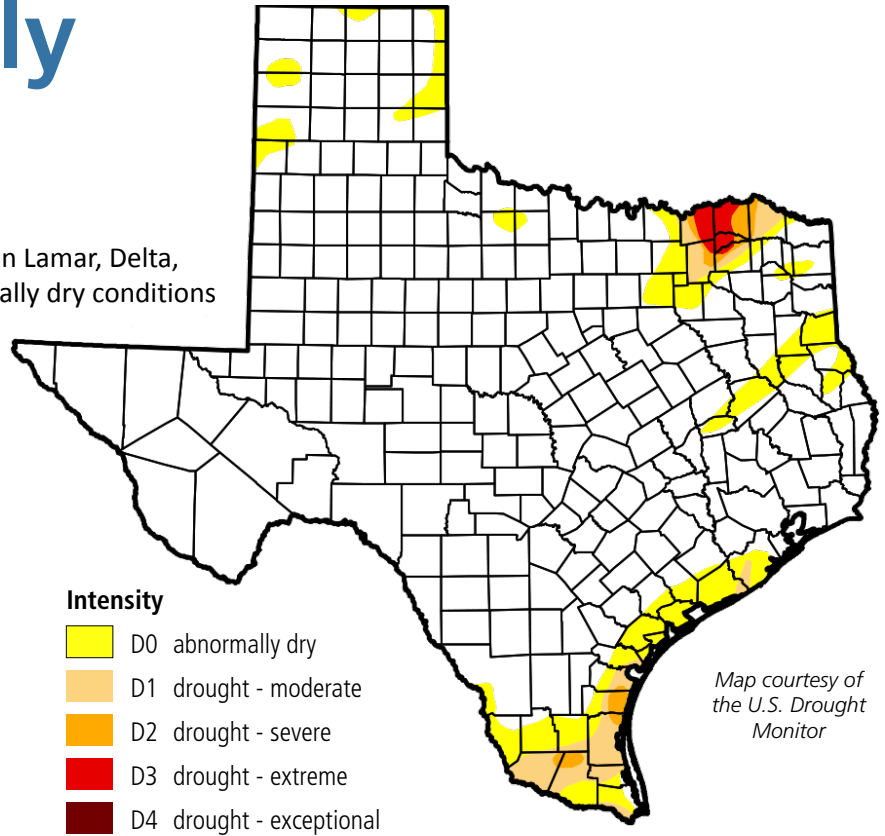 ly
n Lamar, Delta,
ally dry conditions
Intensity
D0 abnormally dry
D1 drought - moderate
D2 drought - severe
D3 drought - extreme
D4 drought - exceptional
Map courtesy of
the U.S. Drought
Monitor